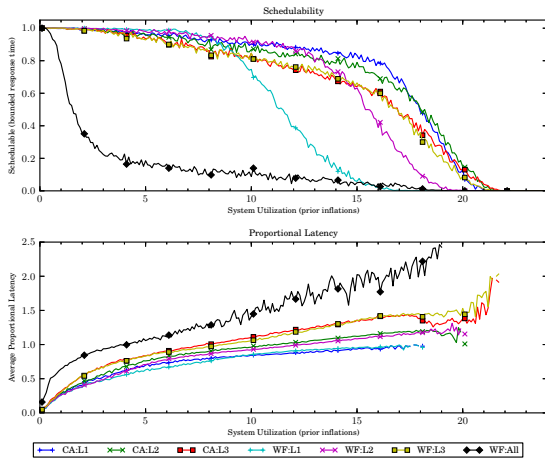 Schedulability
Schedulable (bounded response time)
1.0
0.8
0.6
0.4
0.2
0.0
0 5 10 15 20
System Utilization (prior inflations)
Proportional Latency
Average Proportional Latency
2.5
2.0
1.5
1.0
0.5
0.0
0 5 10 15 20
System Utilization (prior inflations)
CA:L1 CA:L2 CA:L3 WF:L1 WF:L2 WF:L3 WF:All